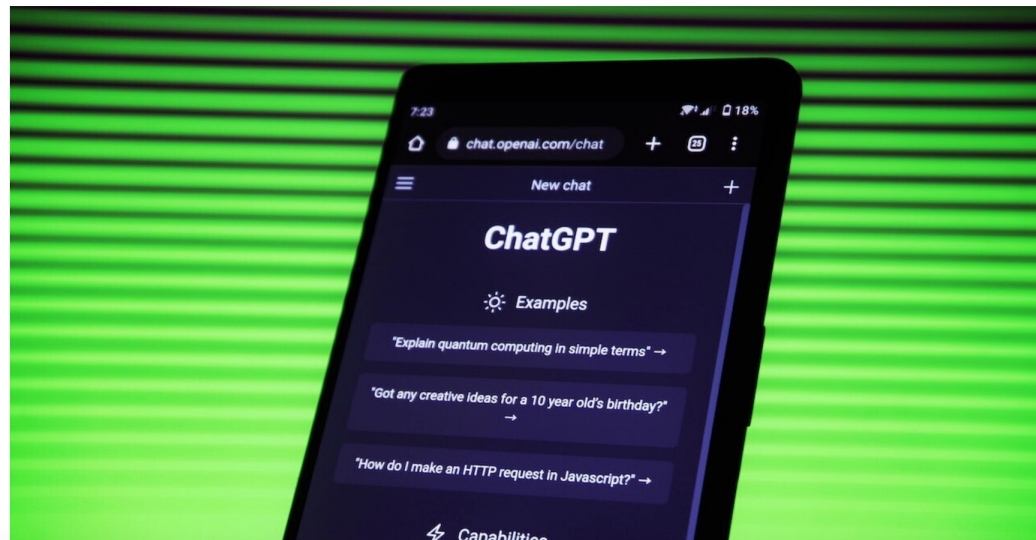 7:23
18%
chat.openai.com/chat
25
New chat
ChatGPT
Examples
"Explain quantum computing in simple terms" →
"Got any creative ideas for a 10 year old's birthday?"
→
"How do I make an HTTP request in Javascript?" →
Capabilities